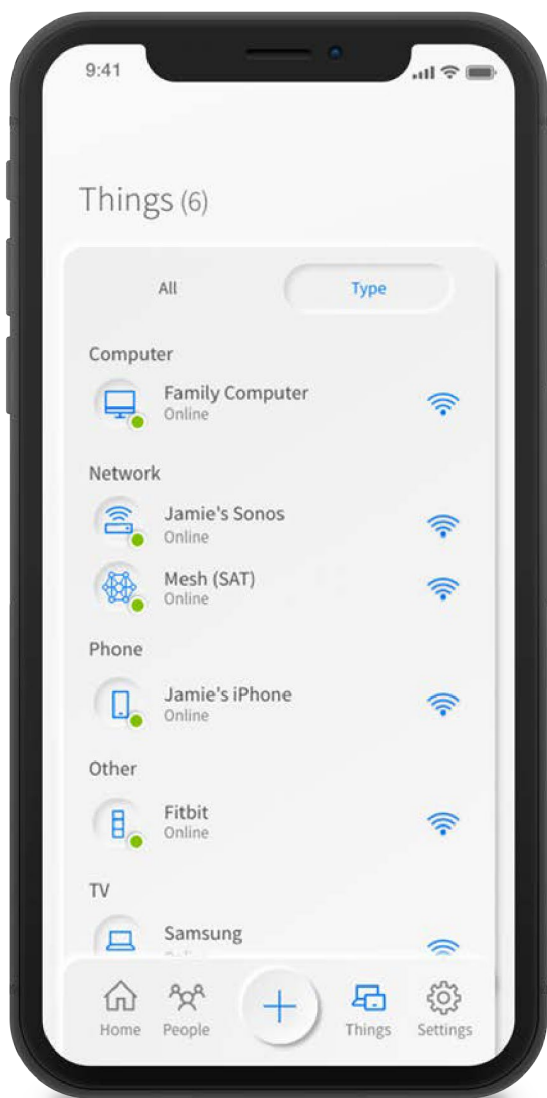 9:41
Things (6)
All Type
Computer
Family Computer
Online
Network
Jamie's Sonos
Online
Mesh (SAT)
Online
Phone
Jamie's iPhone
Online
Other
Fitbit
Online
TV
Samsung
Home People Things Settings